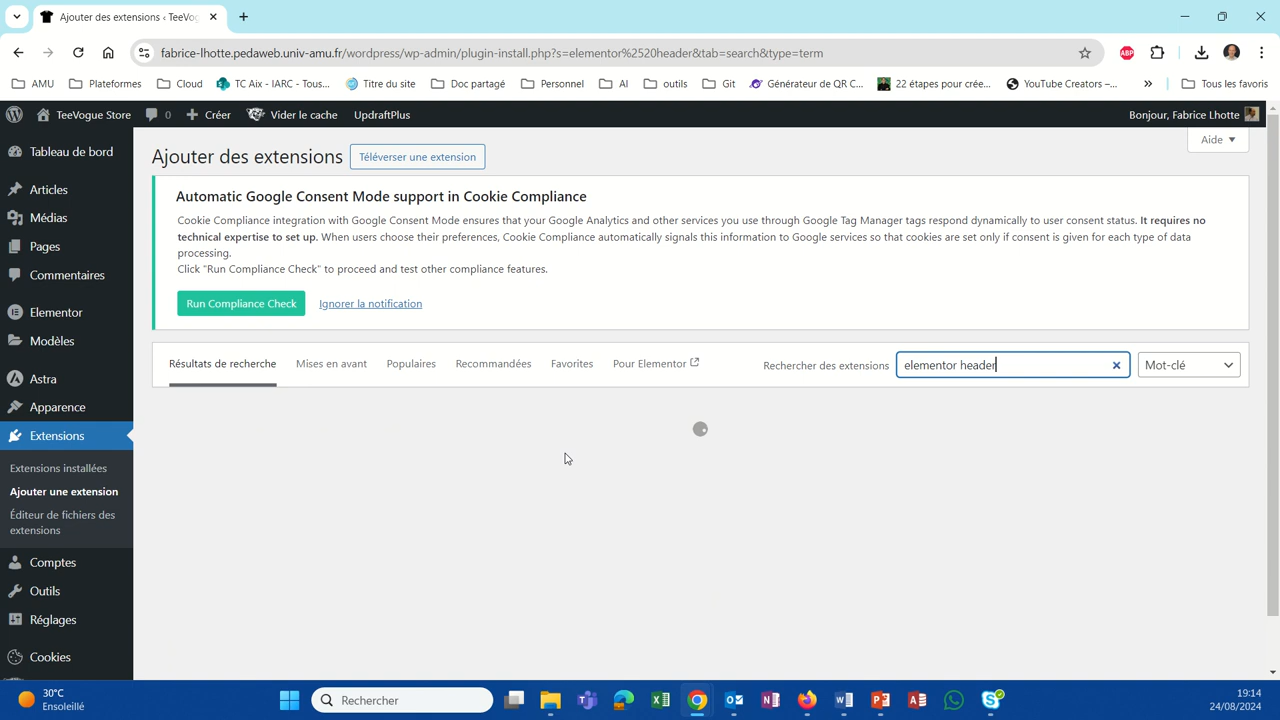 Ajouter des extensions ‹ TeeVog
fabrice-lhotte.pedaweb.univ-amu.fr/wordpress/wp-admin/plugin-install.php?s=elementor%2520header&tab=search&type=term
AMU
Plateformes
Cloud
TC Aix - IARC - Tous...
Titre du site
Doc partagé
Personnel
AI
outils
Git
Générateur de QR C...
22 étapes pour crée...
YouTube Creators –...
»
Tous les favoris
TeeVogue Store
0
Créer
Vider le cache
UpdraftPlus
Bonjour, Fabrice Lhotte
Tableau de bord
Articles
Médias
Pages
Commentaires
Elementor
Modèles
Astra
Apparence
Extensions
Extensions installées
Ajouter une extension
Éditeur de fichiers des
extensions
Comptes
Outils
Réglages
Cookies
Aide
Ajouter des extensions
Téléverser une extension
Automatic Google Consent Mode support in Cookie Compliance
Cookie Compliance integration with Google Consent Mode ensures that your Google Analytics and other services you use through Google Tag Manager tags respond dynamically to user consent status. It requires no
technical expertise to set up. When users choose their preferences, Cookie Compliance automatically signals this information to Google services so that cookies are set only if consent is given for each type of data
processing.
Click "Run Compliance Check" to proceed and test other compliance features.
Run Compliance Check
Ignorer la notification
Résultats de recherche
Mises en avant
Populaires
Recommandées
Favorites
Pour Elementor
Rechercher des extensions
elementor header
Mot-clé
30°C
Ensoleillé
Rechercher
19:14
24/08/2024